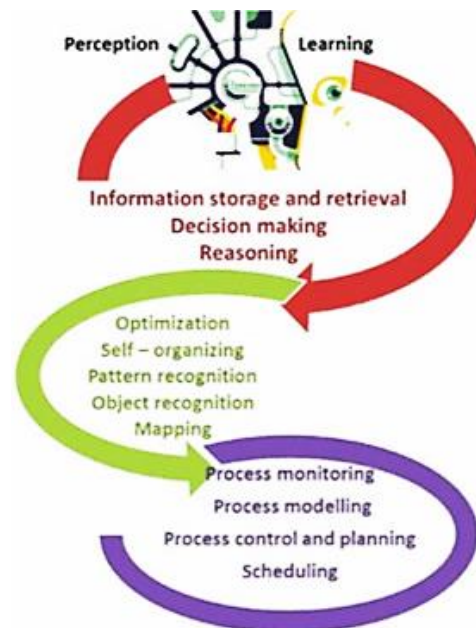 Perception Learning
Information storage and retrieval
Decision making
Reasoning
Optimization
Self – organizing
Pattern recognition
Object recognition
Mapping
Process monitoring
Process modelling
Process control and planning
Scheduling